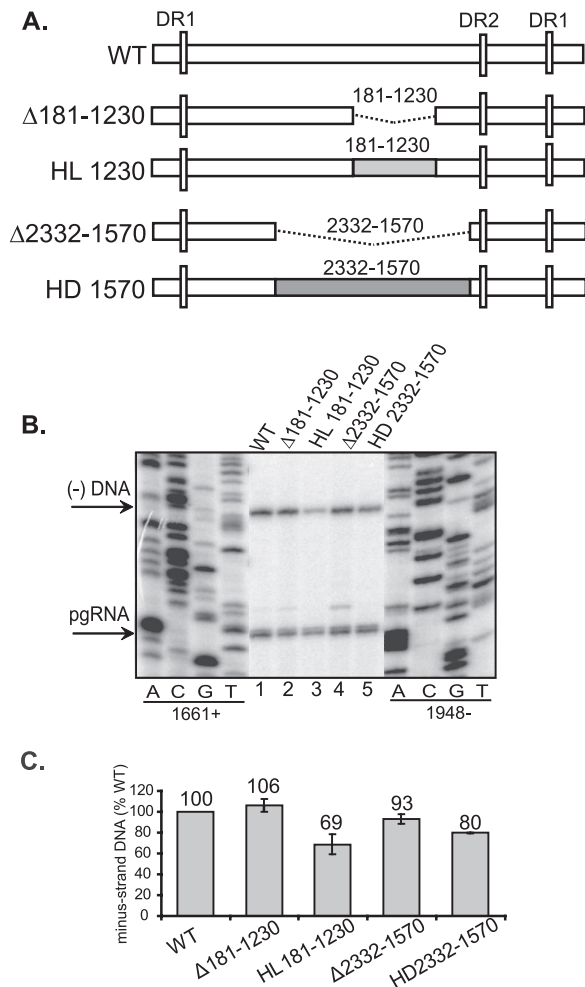 A.
DR1 DR2 DR1
WT
181-1230
Δ181-1230
181-1230
HL 1230
2332-1570
Δ2332-1570
2332-1570
HD 1570
B.
WT
Δ181-1230
HL 181-1230
Δ2332-1570
HD 2332-1570
(-) DNA
pgRNA
A C G T 1 2 3 4 5 A C G T
1661+ 1948-
C.
minus-strand DNA (% WT)
120
100
80
60
40
20
0
100 106 69 93 80
WT
Δ181-1230
HL181-1230
Δ2332-1570
HD2332-1570